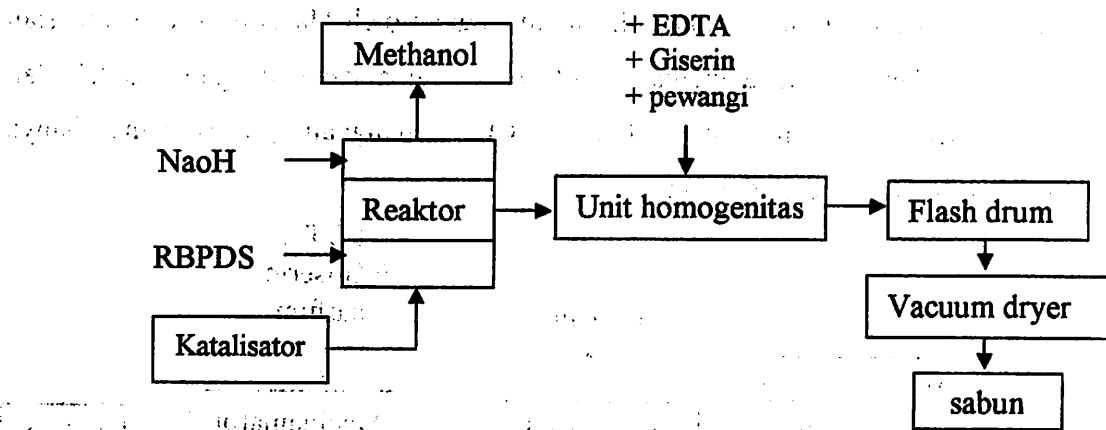 Methanol
+ EDTA
+ Giserin
+ pewangi
NaoH
Reaktor
Unit homogenitas
Flash drum
RBPDS
Vacuum dryer
Katalisator
sabun